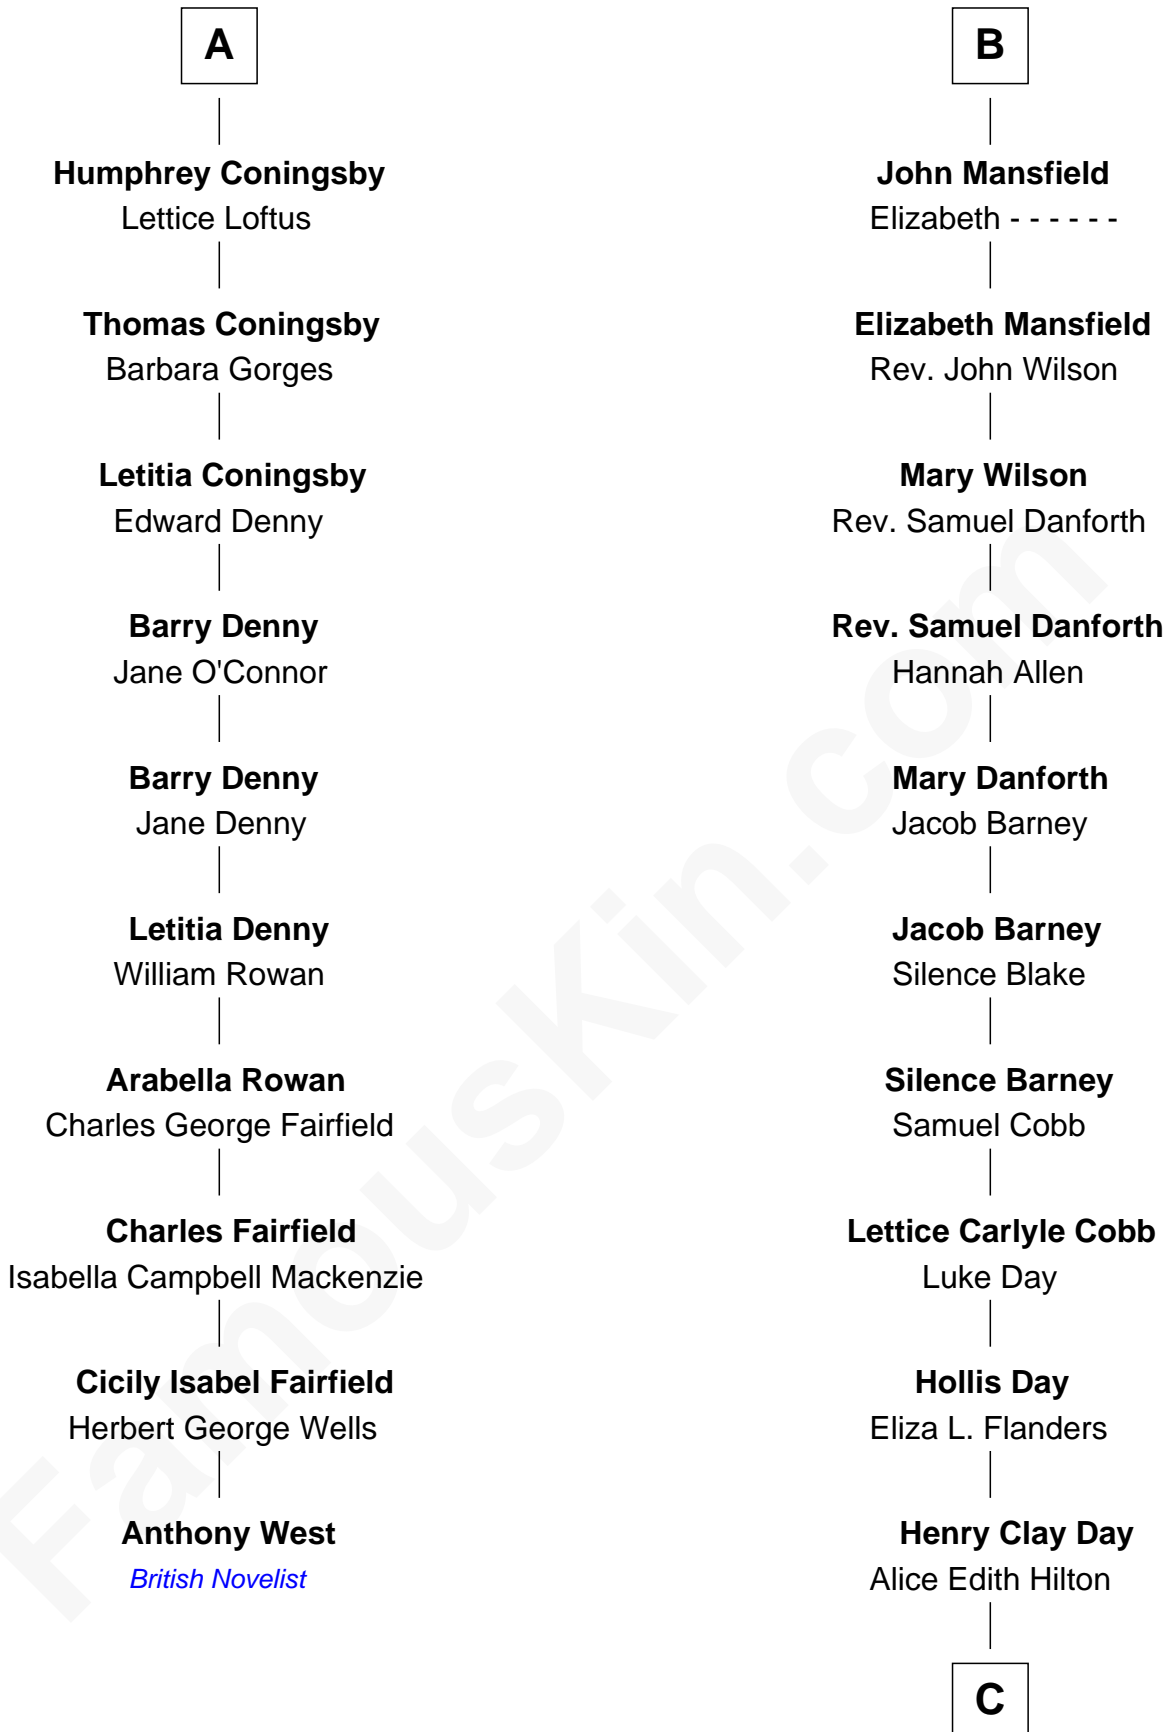 A
Humphrey Coningsby
Lettice Loftus
Thomas Coningsby
Barbara Gorges
Letitia Coningsby
Edward Denny
Barry Denny
Jane O'Connor
Barry Denny
Jane Denny
Letitia Denny
William Rowan
Arabella Rowan
Charles George Fairfield
Charles Fairfield
Isabella Campbell Mackenzie
Cicily Isabel Fairfield
Herbert George Wells
Anthony West
British Novelist
B
John Mansfield
Elizabeth - - - - - -
Elizabeth Mansfield
Rev. John Wilson
Mary Wilson
Rev. Samuel Danforth
Rev. Samuel Danforth
Hannah Allen
Mary Danforth
Jacob Barney
Jacob Barney
Silence Blake
Silence Barney
Samuel Cobb
Lettice Carlyle Cobb
Luke Day
Hollis Day
Eliza L. Flanders
Henry Clay Day
Alice Edith Hilton
C
FamousKin.com